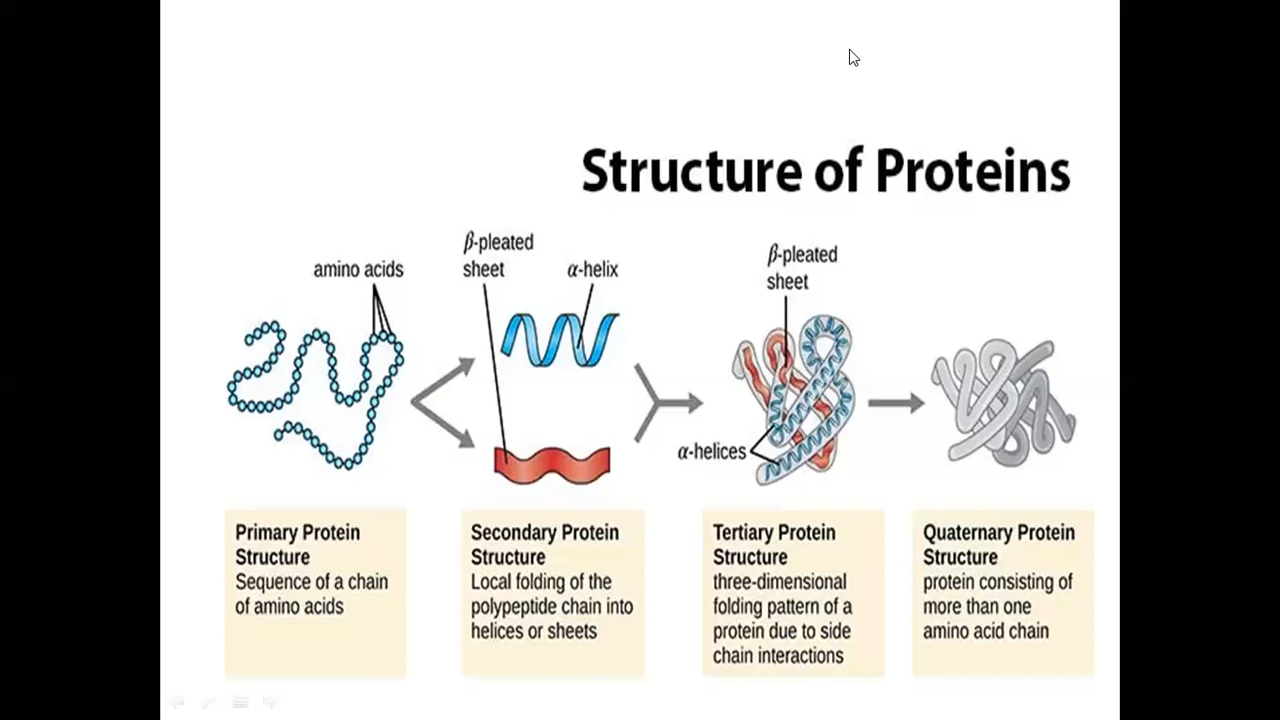 Structure of Proteins
amino acids
β-pleated
sheet
α-helix
β-pleated
sheet
α-helices
Primary Protein
Structure
Sequence of a chain
of amino acids
Secondary Protein
Structure
Local folding of the
polypeptide chain into
helices or sheets
Tertiary Protein
Structure
three-dimensional
folding pattern of a
protein due to side
chain interactions
Quaternary Protein
Structure
protein consisting of
more than one
amino acid chain